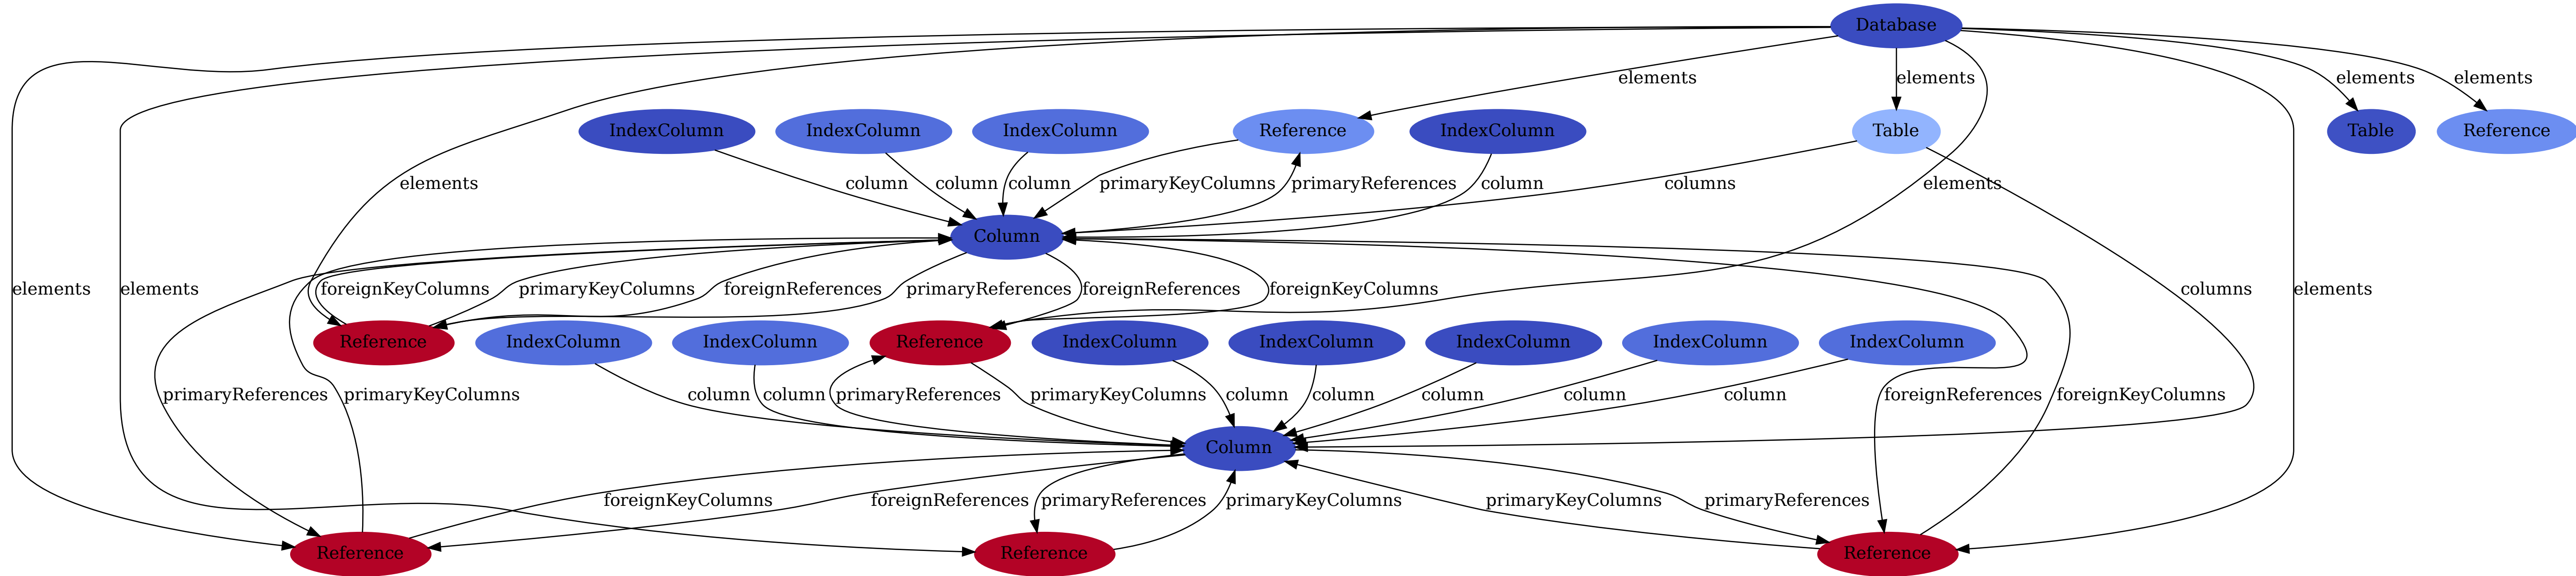 Database
elements
elements
elements
elements
IndexColumn
IndexColumn
IndexColumn
Reference
IndexColumn
Table
Table
Reference
elements
column
column
column
primaryKeyColumns
primaryReferences
column
columns
elements
Column
elements
elements
foreignKeyColumns
primaryKeyColumns
foreignReferences
primaryReferences
foreignReferences
foreignKeyColumns
columns
elements
Reference
IndexColumn
IndexColumn
Reference
IndexColumn
IndexColumn
IndexColumn
IndexColumn
IndexColumn
primaryReferences
primaryKeyColumns
column
column
primaryReferences
primaryKeyColumns
column
column
column
column
column
foreignReferences
foreignKeyColumns
Column
foreignKeyColumns
foreignReferences
primaryReferences
primaryKeyColumns
primaryKeyColumns
primaryReferences
Reference
Reference
Reference